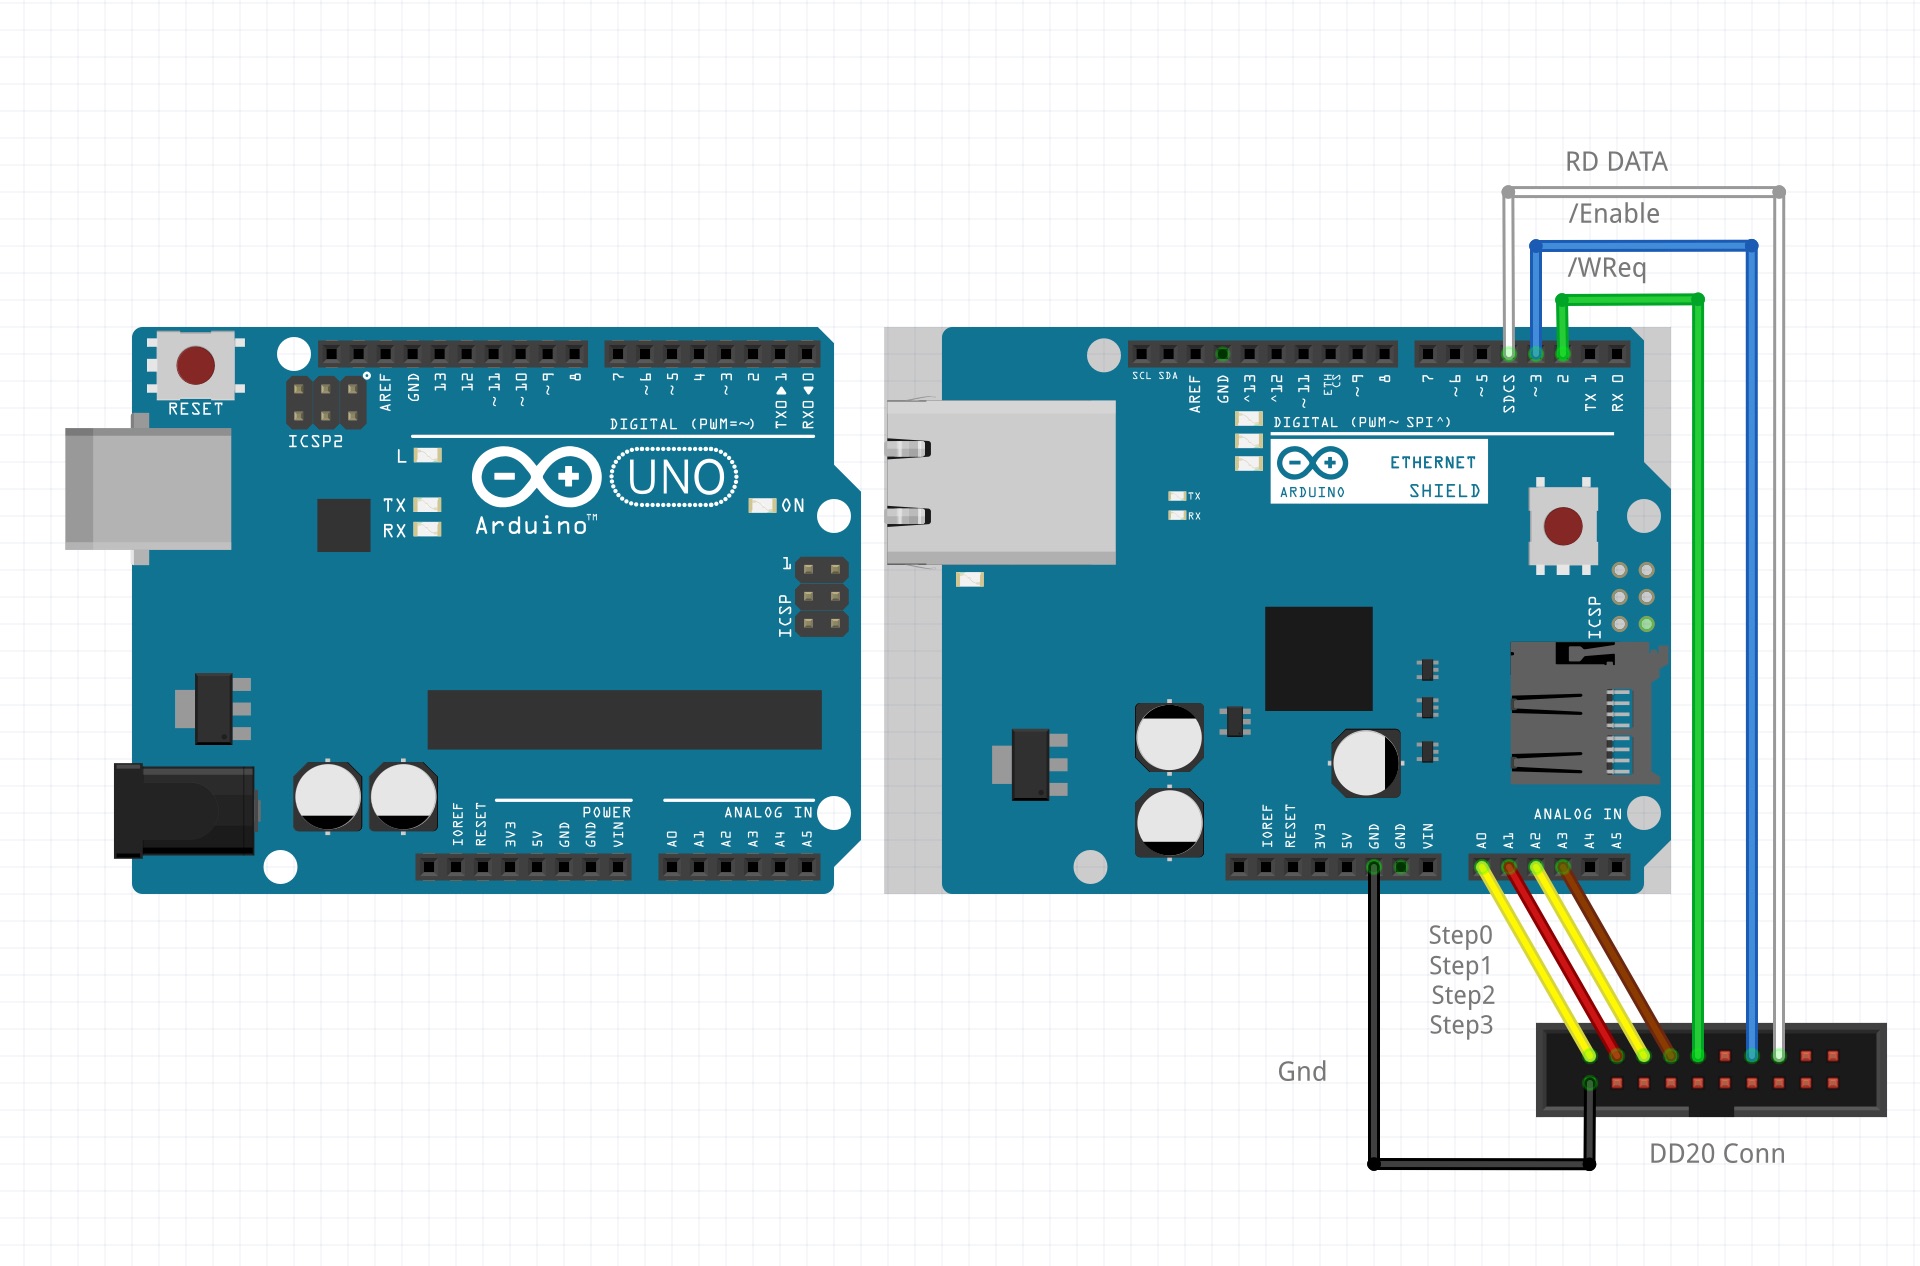 RD DATA
/Enable
/WReq
RESET
ICSP2
AREF
GND
13
12
~11
~10
~9
8
7
~6
~5
4
~3
2
TX0▶1
RX0◀0
DIGITAL (PWM=~)
L
TX
RX
UNO
Arduino™
ON
1
ICSP
POWER
ANALOG IN
IOREF
RESET
3V3
5V
GND
GND
VIN
A0
A1
A2
A3
A4
A5
SCL SDA
AREF
GND
^13
^12
~11
ETH CS
~9
8
7
~6
~5
SDCS
~3
2
TX 1
RX 0
DIGITAL (PWM~ SPI^)
ETHERNET
SHIELD
ARDUINO
TX
RX
ICSP
ANALOG IN
IOREF
RESET
3V3
5V
GND
GND
VIN
A0
A1
A2
A3
A4
A5
Step0
Step1
Step2
Step3
Gnd
DD20 Conn